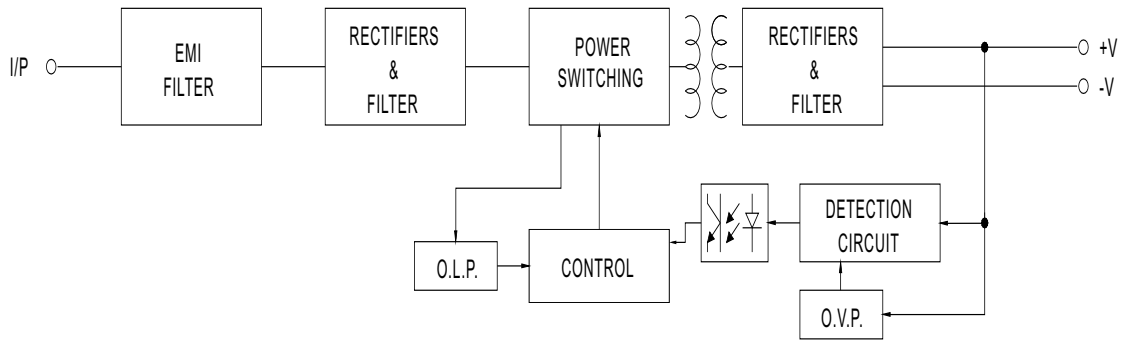 I/P
EMI
FILTER
RECTIFIERS
&
FILTER
POWER
SWITCHING
RECTIFIERS
&
FILTER
+V
-V
O.L.P.
CONTROL
DETECTION
CIRCUIT
O.V.P.